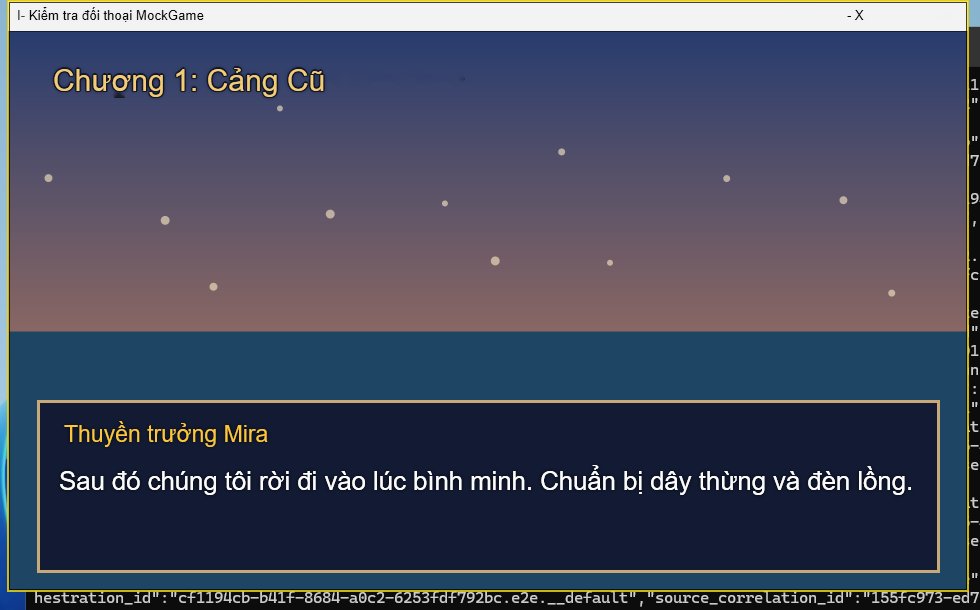 I- Kiểm tra đối thoại MockGame - X
Chương 1: Cảng Cũ
Thuyền trưởng Mira
Sau đó chúng tôi rời đi vào lúc bình minh. Chuẩn bị dây thừng và đèn lồng.
hestration_id":"cf1194cb-b41f-8684-a0c2-6253fdf792bc.e2e.__default","source_correlation_id":"155fc973-ed